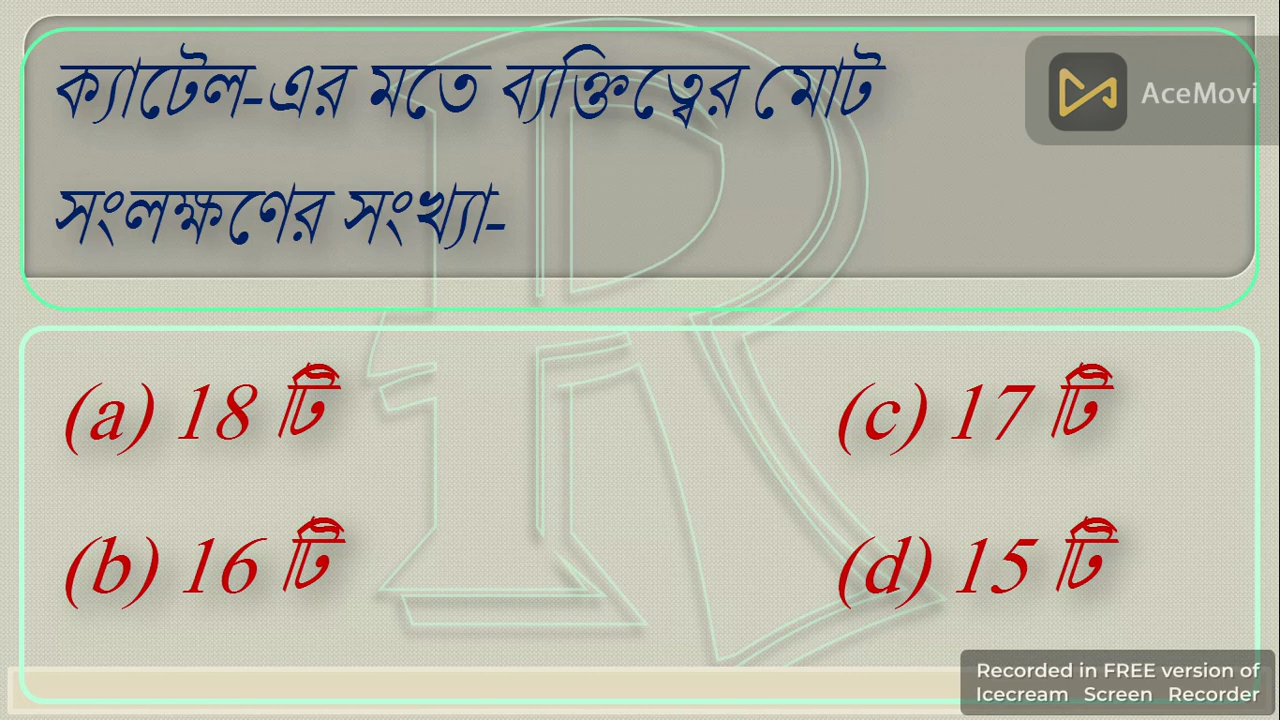 ক্যাটেল-এর মতে ব্যক্তিত্বের মোট
সংলক্ষণের সংখ্যা-
AceMovi
(a) 18 টি
(c) 17 টি
(b) 16 টি
(d) 15 টি
Recorded in FREE version of
Icecream Screen Recorder